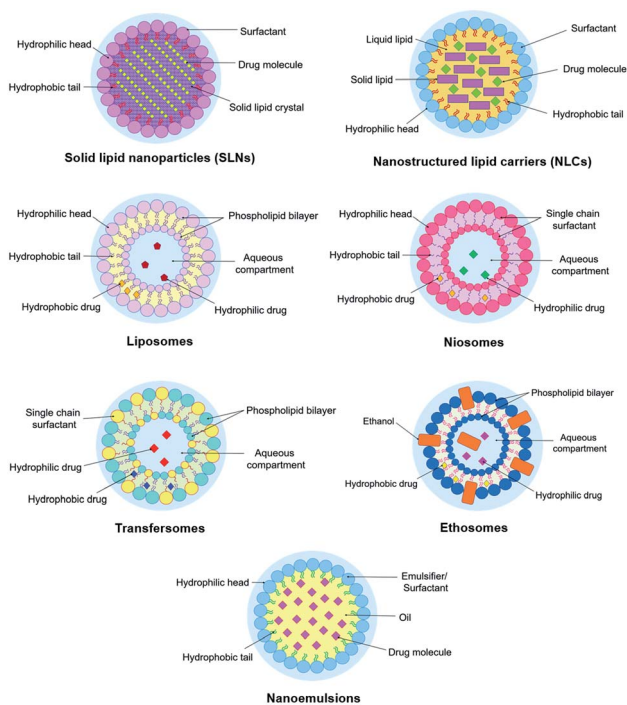 Hydrophilic head
Surfactant
Drug molecule
Hydrophobic tail
Solid lipid crystal
Solid lipid nanoparticles (SLNs)
Liquid lipid
Surfactant
Solid lipid
Drug molecule
Hydrophobic tail
Hydrophilic head
Nanostructured lipid carriers (NLCs)
Hydrophilic head
Phospholipid bilayer
Hydrophobic tail
Aqueous
compartment
Hydrophobic drug
Hydrophilic drug
Liposomes
Hydrophilic head
Single chain
surfactant
Hydrophobic tail
Aqueous
compartment
Hydrophobic drug
Hydrophilic drug
Niosomes
Single chain
surfactant
Phospholipid bilayer
Hydrophilic drug
Aqueous
compartment
Hydrophobic drug
Transfersomes
Phospholipid bilayer
Ethanol
Aqueous
compartment
Hydrophobic drug
Hydrophilic drug
Ethosomes
Hydrophilic head
Emulsifier/
Surfactant
Oil
Hydrophobic tail
Drug molecule
Nanoemulsions